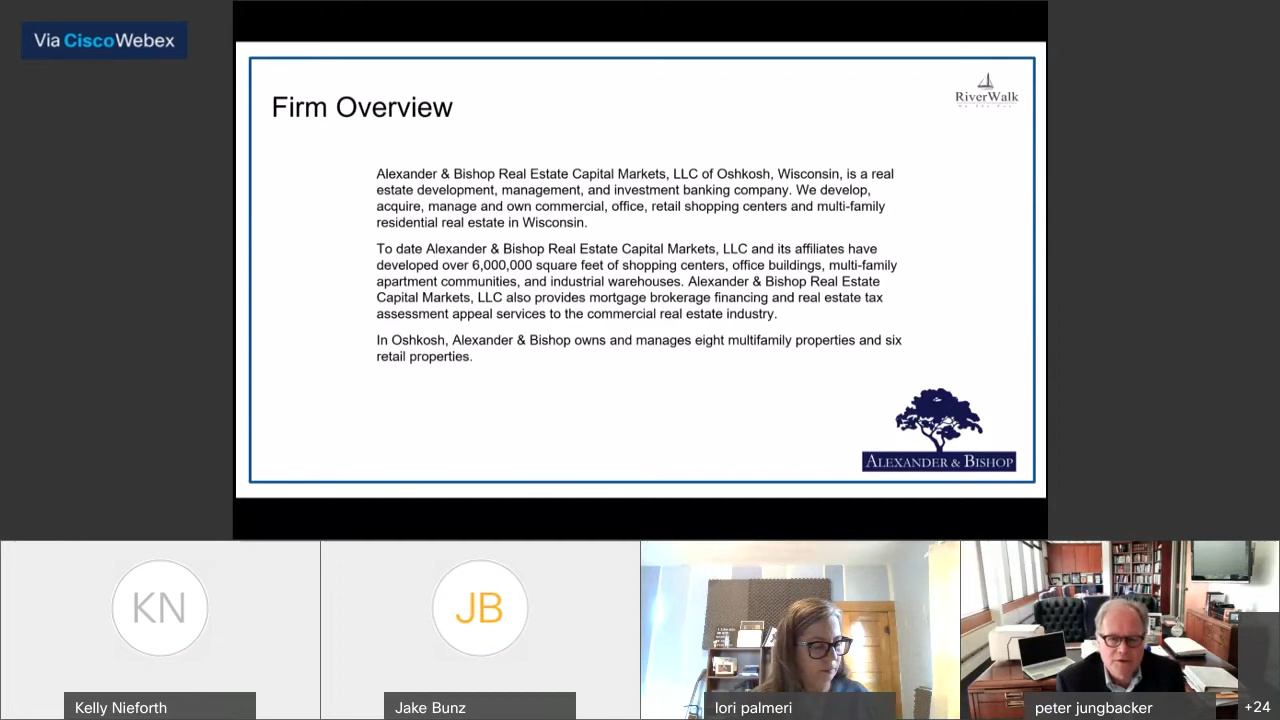 Via Cisco Webex
RiverWalk
Firm Overview
Alexander & Bishop Real Estate Capital Markets, LLC of Oshkosh, Wisconsin, is a real
estate development, management, and investment banking company. We develop,
acquire, manage and own commercial, office, retail shopping centers and multi-family
residential real estate in Wisconsin.
To date Alexander & Bishop Real Estate Capital Markets, LLC and its affiliates have
developed over 6,000,000 square feet of shopping centers, office buildings, multi-family
apartment communities, and industrial warehouses. Alexander & Bishop Real Estate
Capital Markets, LLC also provides mortgage brokerage financing and real estate tax
assessment appeal services to the commercial real estate industry.
In Oshkosh, Alexander & Bishop owns and manages eight multifamily properties and six
retail properties.
ALEXANDER & BISHOP
KN
JB
Kelly Nieforth
Jake Bunz
lori palmeri
peter jungbacker
+24